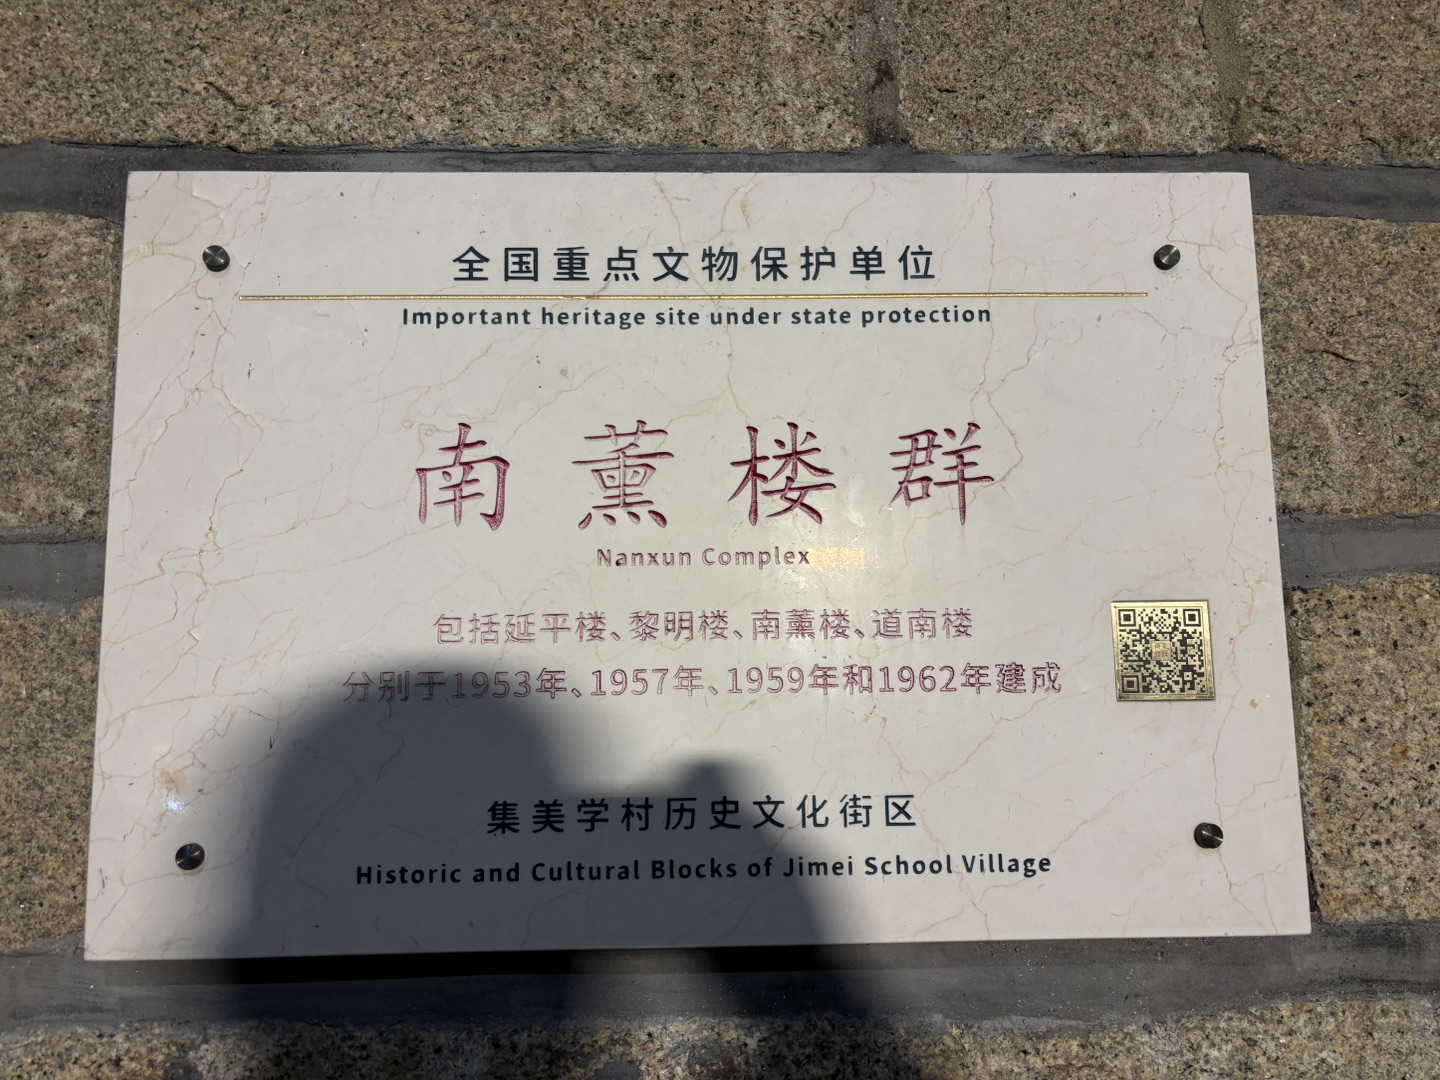 全国重点文物保护单位
Important heritage site under state protection
南薰楼群
Nanxun Complex
包括延平楼、黎明楼、南薰楼、道南楼
分别于1953年、1957年、1959年和1962年建成
集美学村历史文化街区
Historic and Cultural Blocks of Jimei School Village